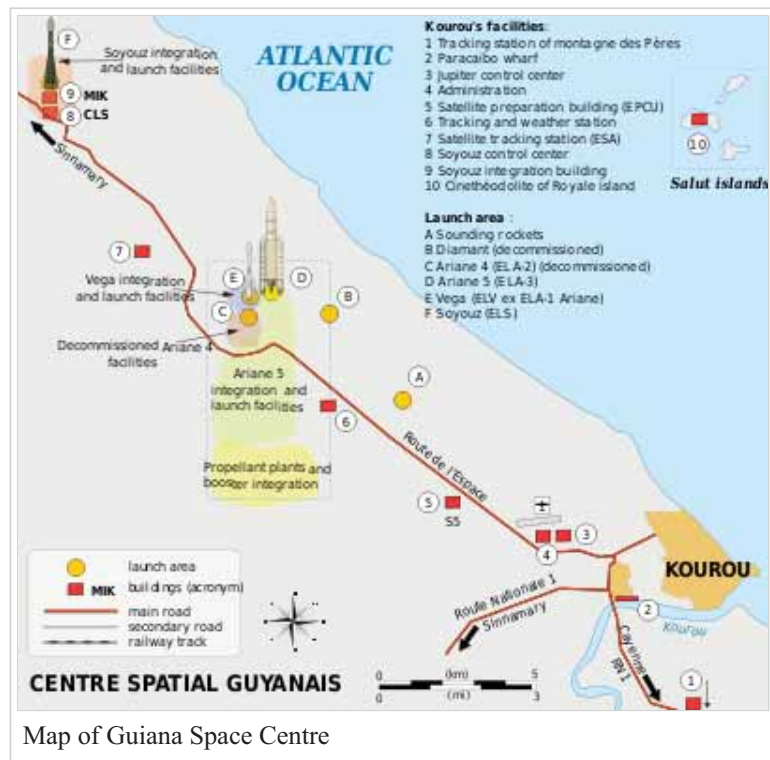 F
Soyouz integration
and launch facilities
9 MIK
8 CLS
Sinnamary
ATLANTIC
OCEAN
Kourou's facilities:
1 Tracking station of montagne des Pères
2 Paracaibo wharf
3 Jupiter control center
4 Administration
5 Satellite preparation building (EPCU)
6 Tracking and weather station
7 Satellite tracking station (ESA)
8 Soyouz control center
9 Soyouz integration building
10 Cinethéodolite of Royale island
10
Salut islands
Launch area :
A Sounding rockets
B Diamant (decommissioned)
C Ariane 4 (ELA-2) (decommissioned)
D Ariane 5 (ELA-3)
E Vega (ELV ex ELA-1 Ariane)
F Soyouz (ELS)
7
Vega integration
and launch facilities
E
D
C
B
Decommissioned Ariane 4
facilities
Ariane 5
integration and
launch facilities
A
6
Propellant plants and
booster integration
Route de l'Espace
5
S5
4
3
KOUROU
2
Kourou
Route Nationale 1
Sinnamary
Cayenne
RN1
1
launch area
MIK buildings (acronym)
main road
secondary road
railway track
CENTRE SPATIAL GUYANAIS
0 (km) 5
0 (mi) 3
Map of Guiana Space Centre